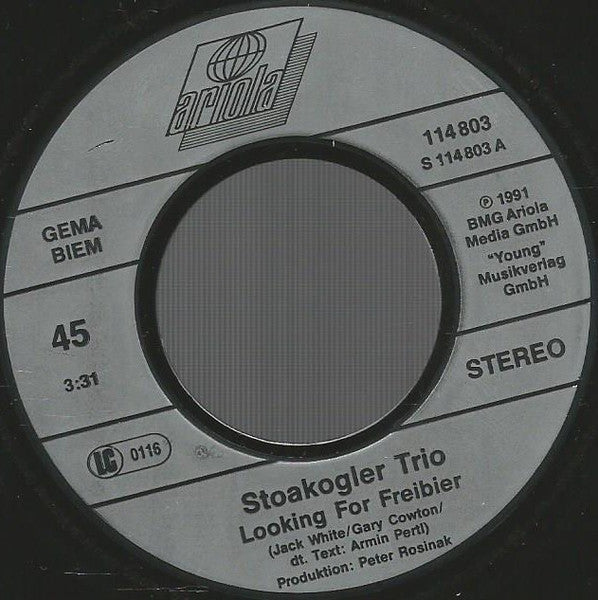 ariola
114 803
S 114 803 A
GEMA
BIEM
℗ 1991
BMG Ariola
Media GmbH
"Young"
Musikverlag
GmbH
45
3:31
STEREO
LC 0116
Stoakogler Trio
Looking For Freibier
(Jack White/Gary Cowton/
dt. Text: Armin Pertl)
Produktion: Peter Rosinak